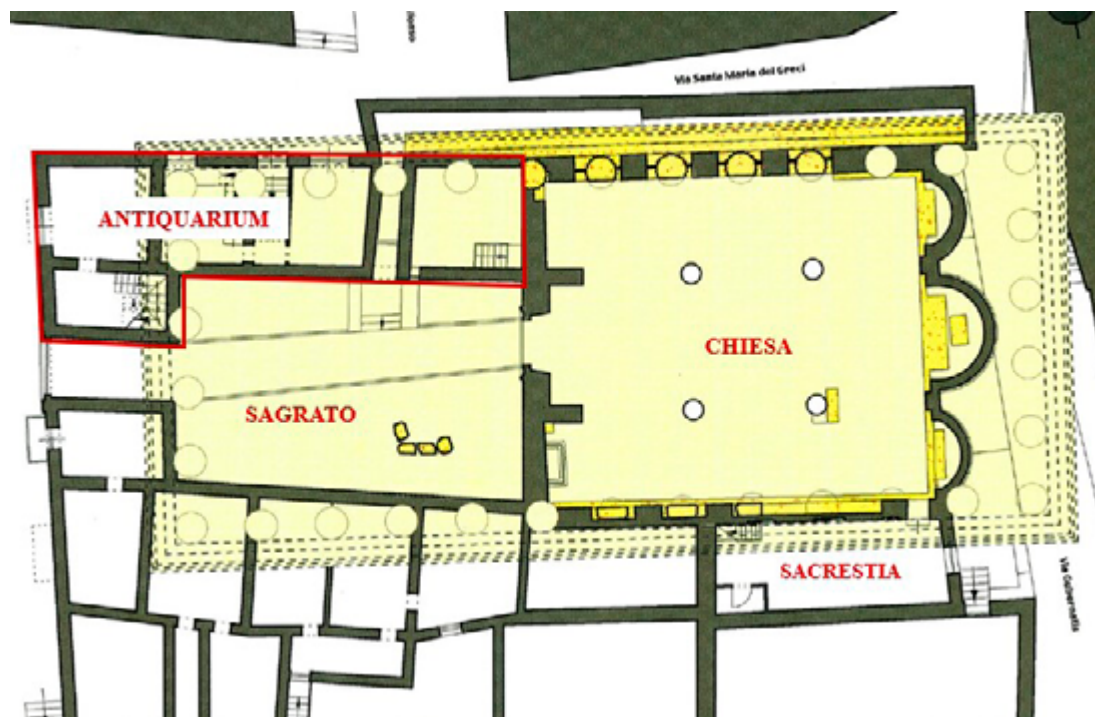 Via Santa Maria dei Greci
ANTIQUARIUM
CHIESA
SAGRATO
SACRESTIA